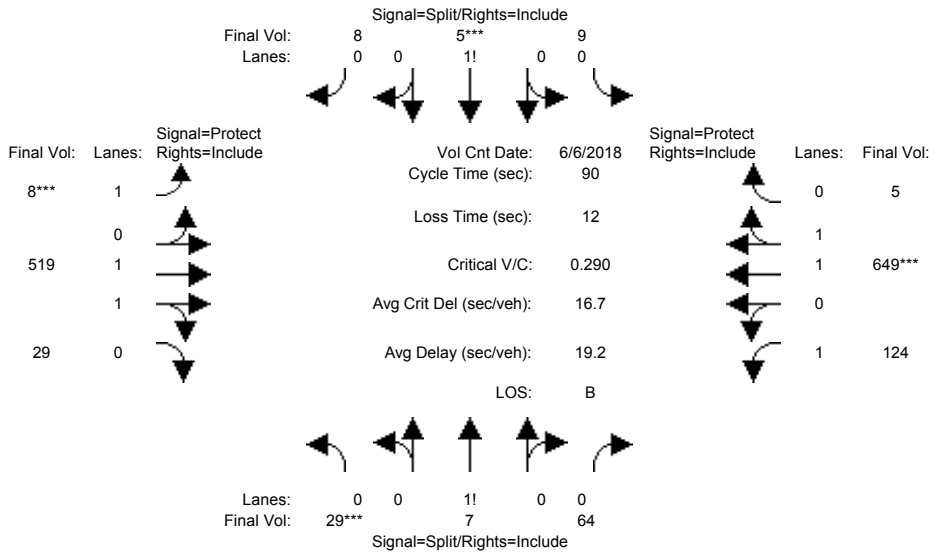 Signal=Split/Rights=Include
Final Vol: 8 5*** 9
Lanes: 0 0 1! 0 0
Signal=Protect Signal=Protect
Final Vol: Lanes: Rights=Include Vol Cnt Date: 6/6/2018 Rights=Include Lanes: Final Vol:
Cycle Time (sec): 90
8*** 1 0 5
Loss Time (sec): 12
0 1
519 1 Critical V/C: 0.290 1 649***
1 Avg Crit Del (sec/veh): 16.7 0
29 0 Avg Delay (sec/veh): 19.2 1 124
LOS: B
Lanes: 0 0 1! 0 0
Final Vol: 29*** 7 64
Signal=Split/Rights=Include